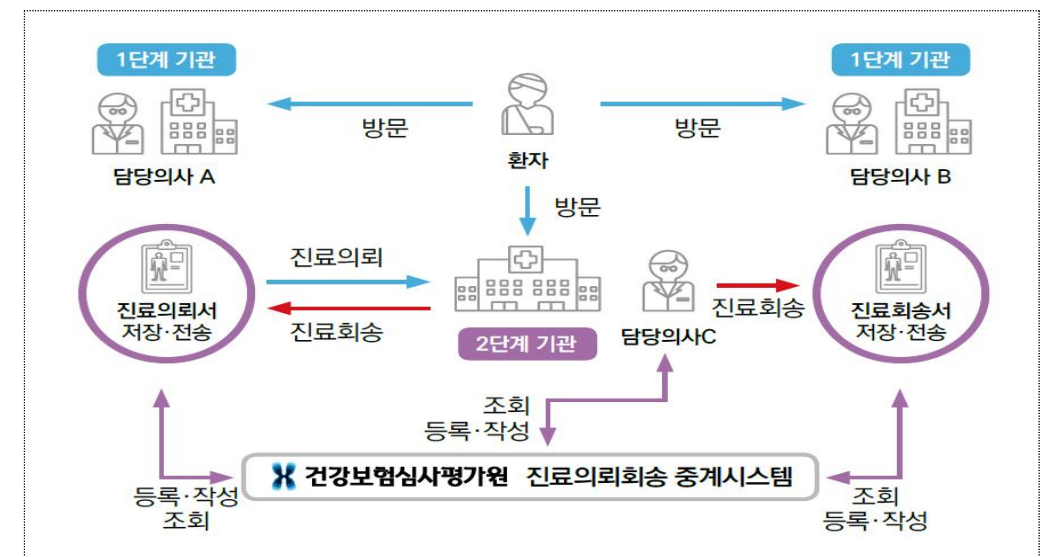 1단계 기관
1단계 기관
방문
방문
환자
담당의사 A
담당의사 B
방문
진료의뢰
진료의뢰서
저장·전송
진료회송
2단계 기관
담당의사C
진료회송
진료회송서
저장·전송
조회
등록·작성
건강보험심사평가원 진료의뢰회송 중계시스템
등록·작성
조회
조회
등록·작성